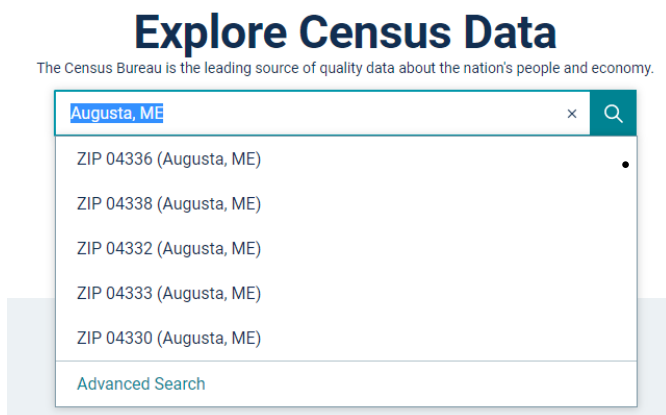 Explore Census Data
The Census Bureau is the leading source of quality data about the nation's people and economy.
Augusta, ME
ZIP 04336 (Augusta, ME)
ZIP 04338 (Augusta, ME)
ZIP 04332 (Augusta, ME)
ZIP 04333 (Augusta, ME)
ZIP 04330 (Augusta, ME)
Advanced Search